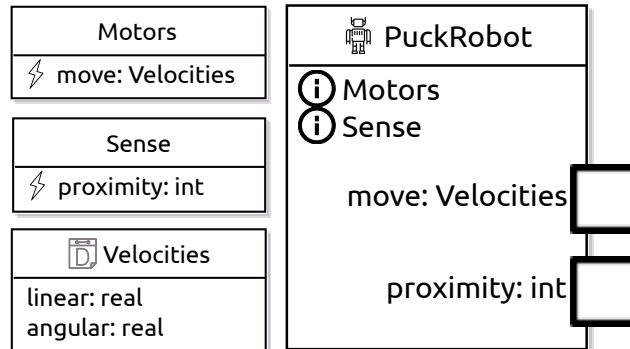 Motors
move: Velocities
Sense
proximity: int
D Velocities
linear: real
angular: real
PuckRobot
i Motors
i Sense
move: Velocities
proximity: int